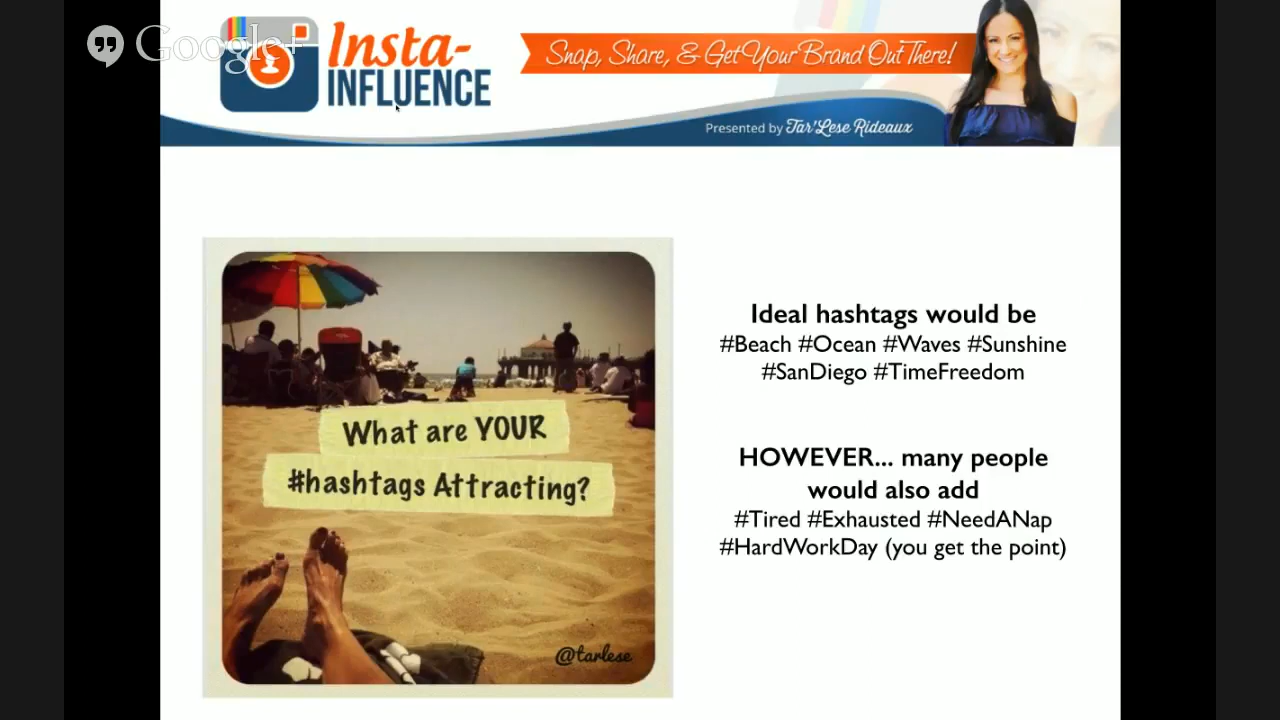 Google+
Insta-
INFLUENCE
Snap, Share, & Get Your Brand Out There!
Presented by Tar'Lese Rideaux
What are YOUR
#hashtags Attracting?
@tarlese
Ideal hashtags would be
#Beach #Ocean #Waves #Sunshine
#SanDiego #TimeFreedom
HOWEVER... many people
would also add
#Tired #Exhausted #NeedANap
#HardWorkDay (you get the point)